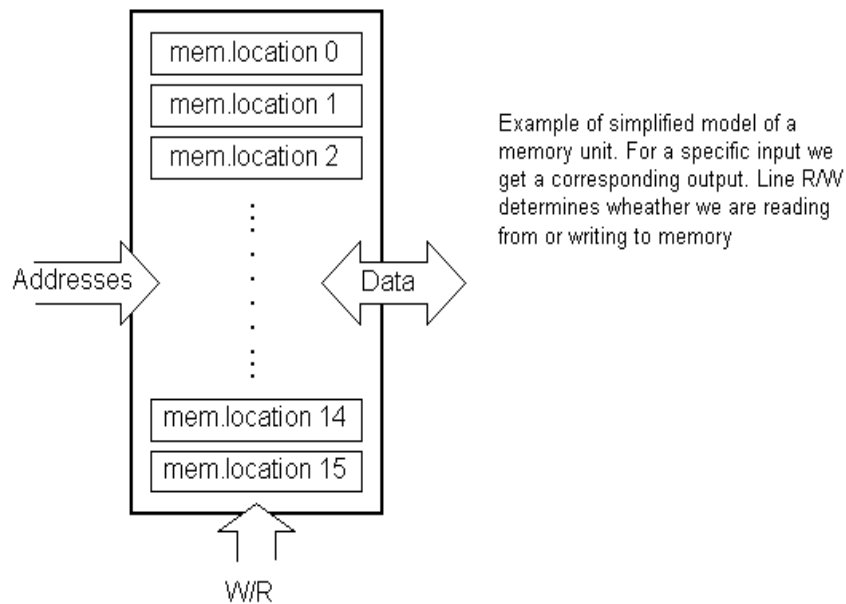 mem.location 0
mem.location 1
mem.location 2
Example of simplified model of a
memory unit. For a specific input we
get a corresponding output. Line R/W
determines wheather we are reading
from or writing to memory
Addresses
Data
mem.location 14
mem.location 15
W/R